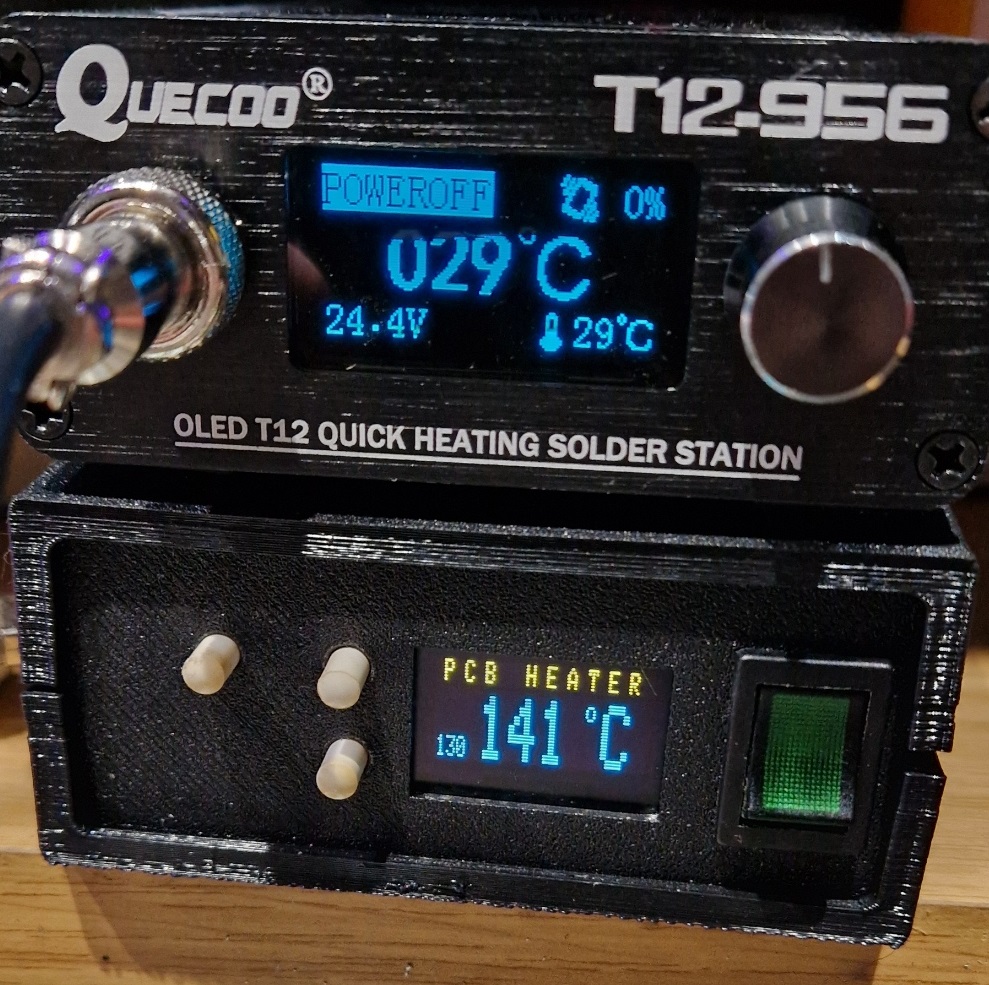 QUECOO®
T12-956
POWEROFF 0%
029°C
24.4V 29°C
OLED T12 QUICK HEATING SOLDER STATION
PCB HEATER
130 141 °C